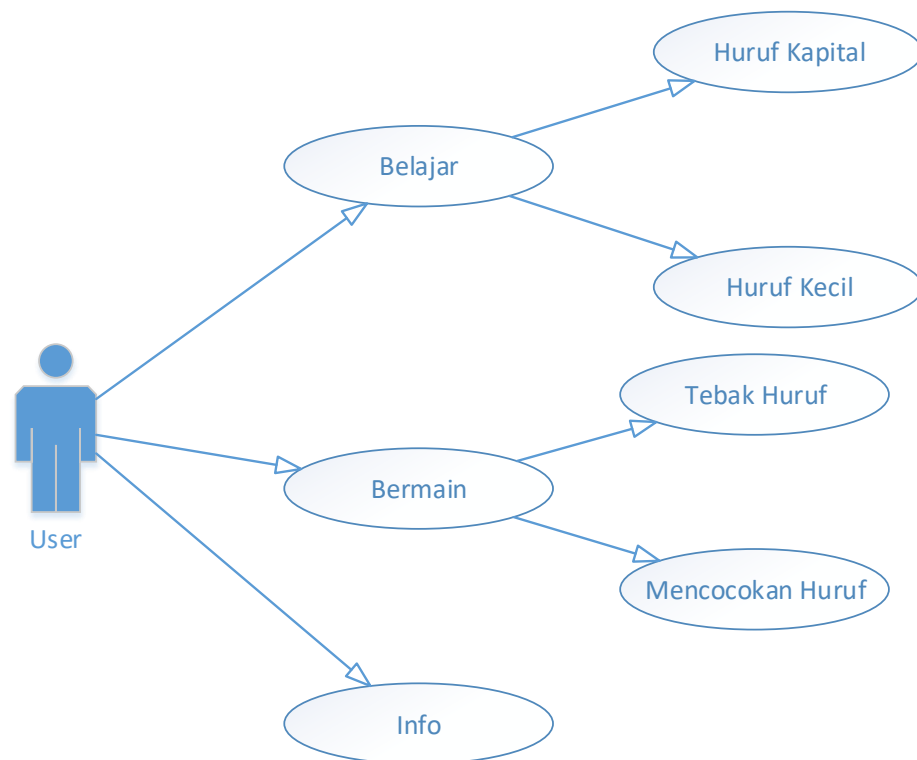 Huruf Kapital
Belajar
Huruf Kecil
Tebak Huruf
Bermain
User
Mencocokan Huruf
Info